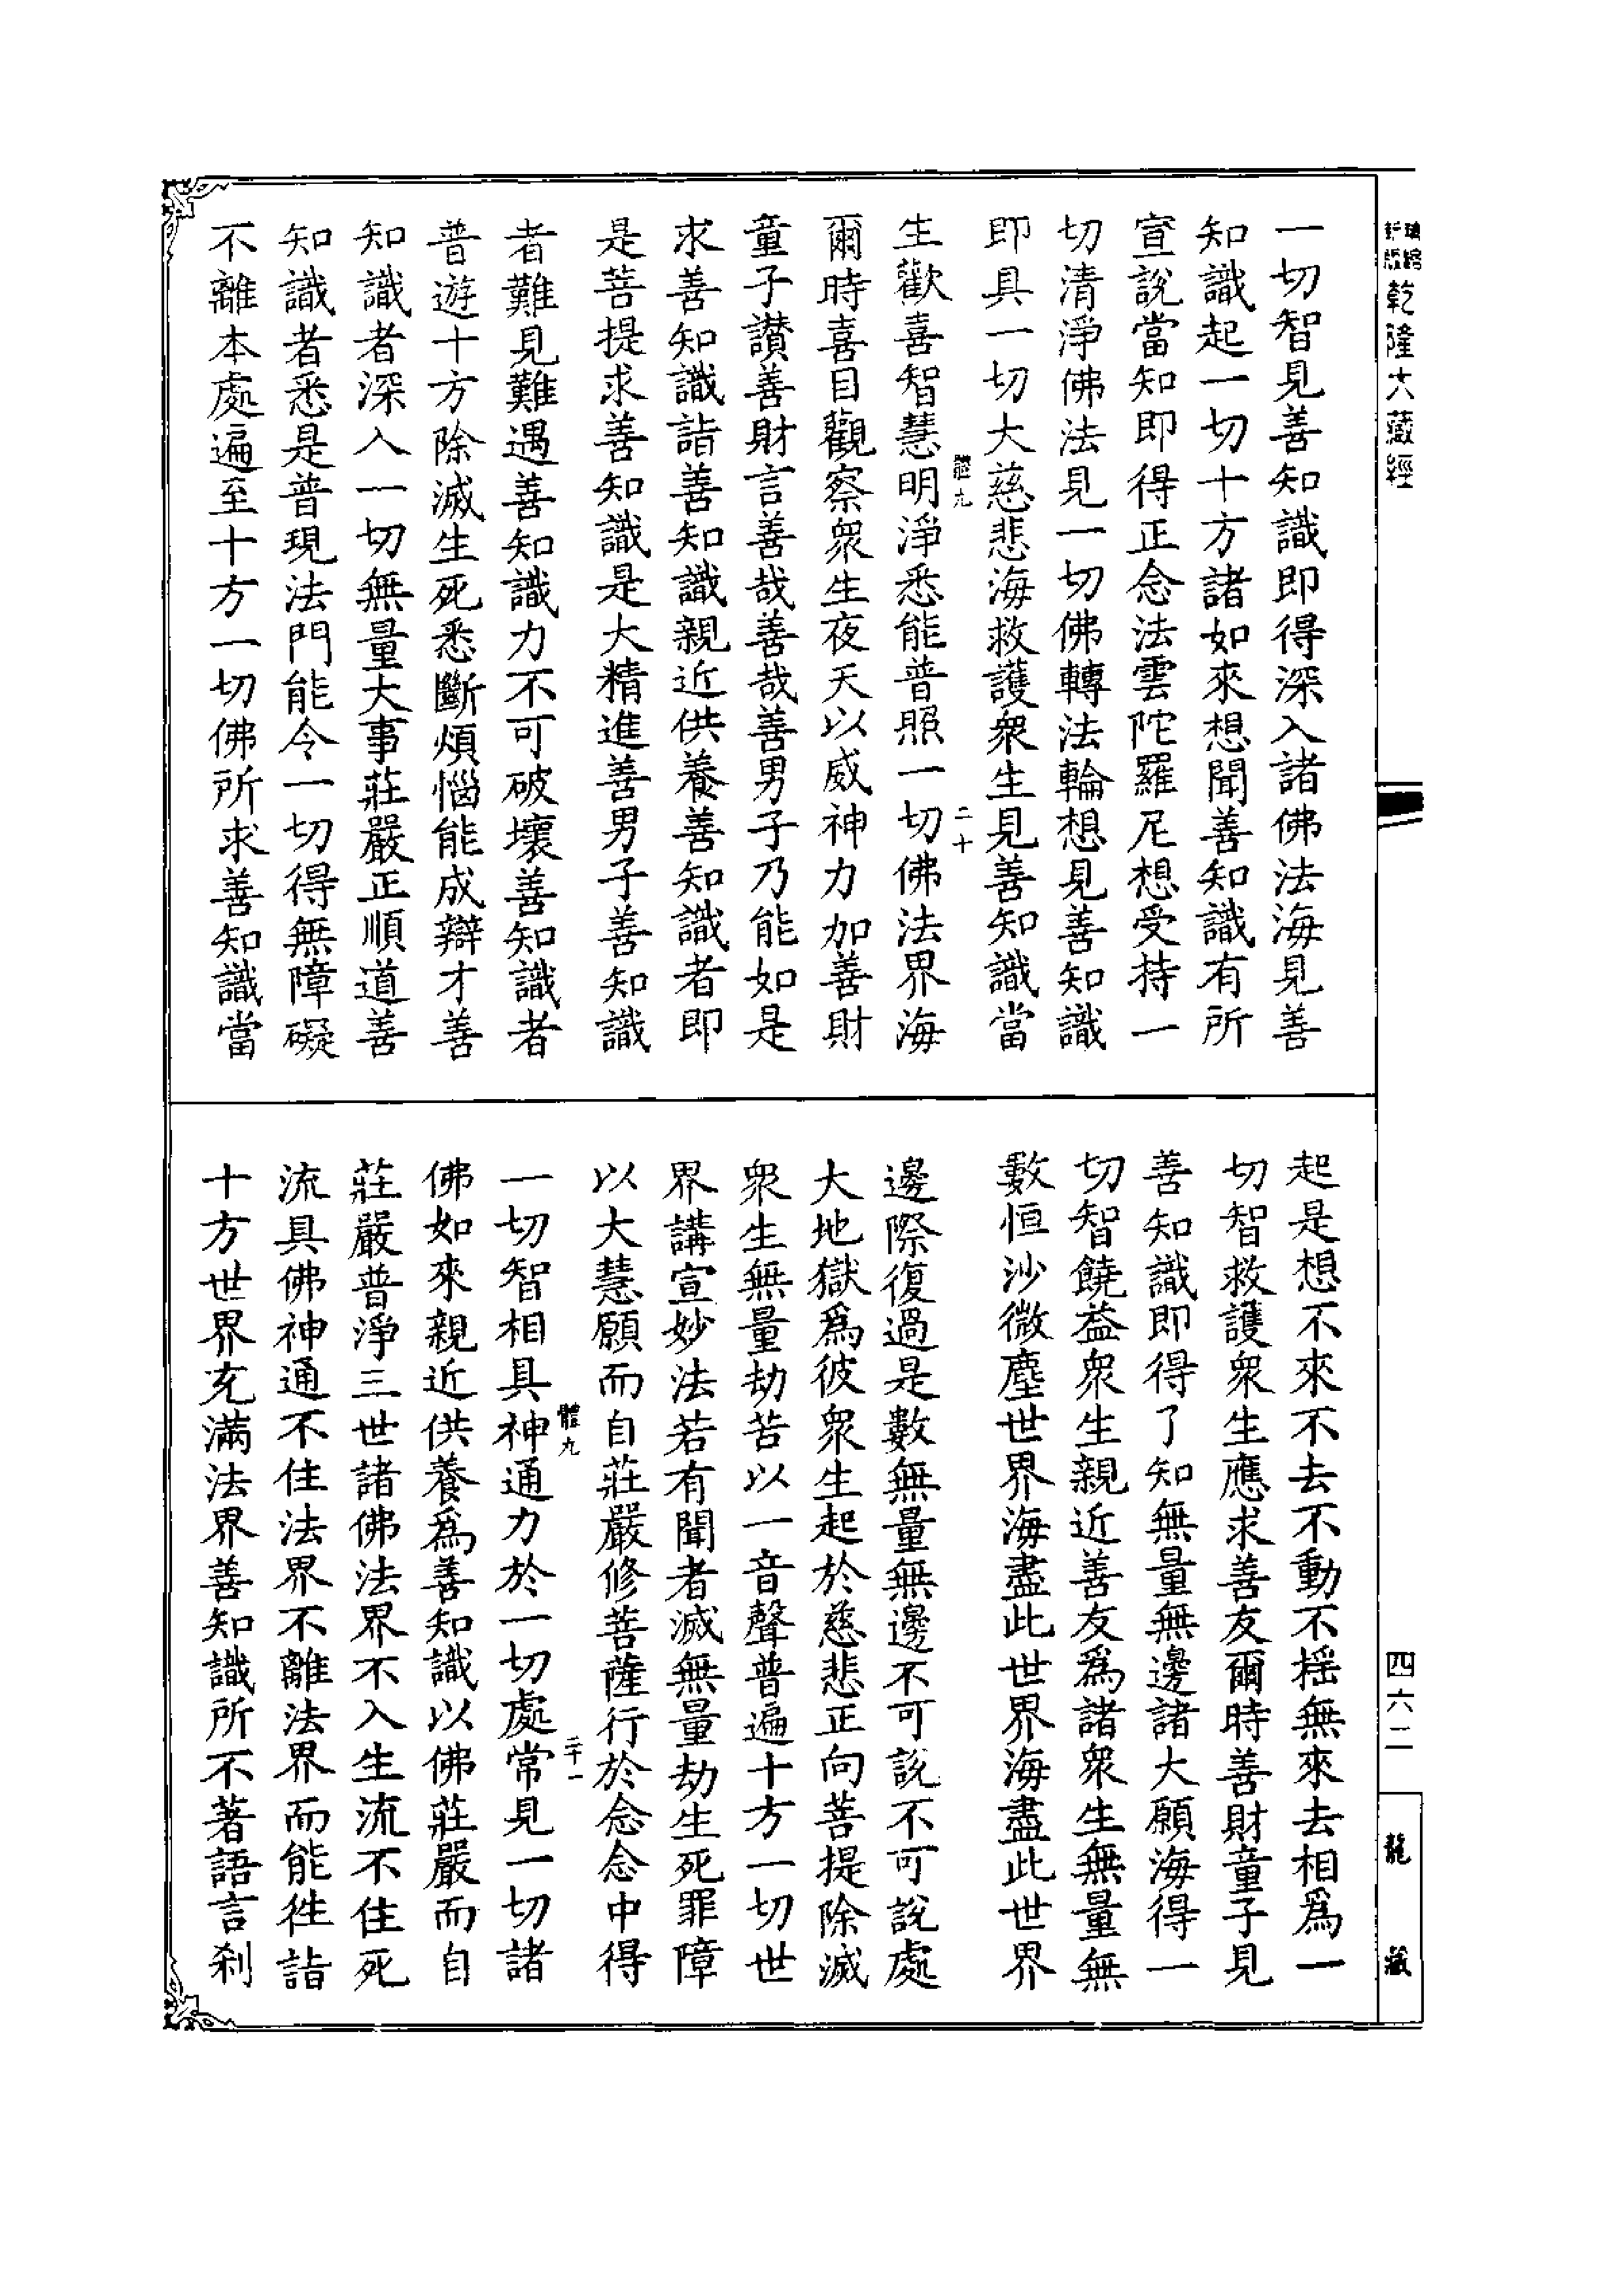 乾隆大藏經
一切智見善知識即得深入諸佛法海見善
知識起一切十方諸如來想聞善知識有所
宣說當知即得正念法雲陀羅尼想受持一
切清淨佛法見一切佛轉法輪想見善知識
即具一切大慈悲海救護衆生見善知識當
體九
二十
生歡喜智慧明淨悉能普照一切佛法界海
爾時喜目觀察衆生夜天以威神力加善財
童子讃善財言善哉善哉善男子乃能如是
求善知識詣善知識親近供養善知識者即
是菩提求善知識是大精進善男子善知識
者難見難遇善知識力不可破壞善知識者
普遊十方除滅生死悉斷煩惱能成辯才善
知識者深入一切無量大事莊嚴正順道善
知識者悉是普現法門能令一切得無障礙
不離本處遍至十方一切佛所求善知識當
起是想不來不去不動不揺無來去相爲一
切智救護衆生應求善友爾時善財童子見
善知識即得了知無量無邊諸大願海得一
切智饒益衆生親近善友爲諸衆生無量無
數恒沙微塵世界海盡此世界海盡此世界
邊際復過是數無量無邊不可說不可說處
大地獄爲彼衆生起於慈悲正向菩提除滅
衆生無量劫苦以一音聲普遍十方一切世
界講宣妙法若有聞者滅無量劫生死罪障
以大慧願而自莊嚴修菩薩行於念念中得
體九
二十一
一切智相具神通力於一切處常見一切諸
佛如來親近供養爲善知識以佛莊嚴而自
莊嚴普淨三世諸佛法界不入生流不住死
流具佛神通不住法界不離法界而能徃詣
十方世界充滿法界善知識所不著語言刹
四六二
龍藏